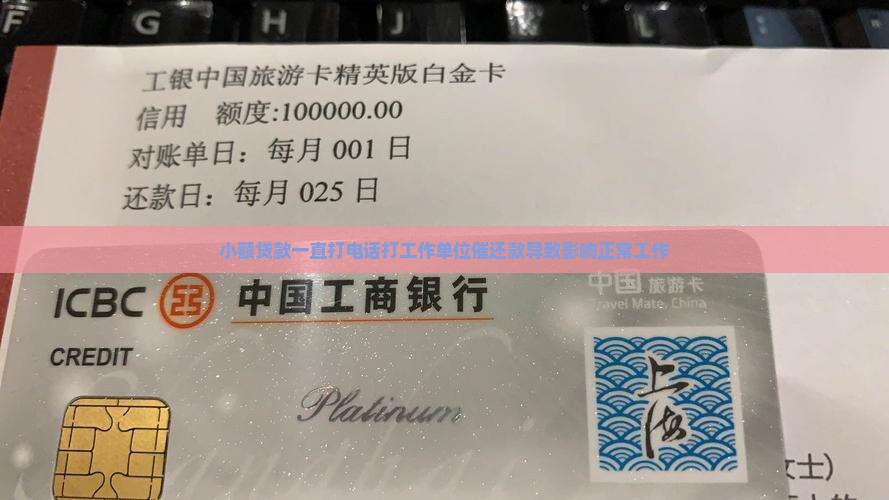 F G H J
工银中国旅游卡精英版白金卡
信用 额度:100000.00
对账单日：每月 001 日
还款日：每月 025 日
小额贷款一直打电话打工作单位催还款导致影响正常工作
ICBC 中国工商银行
中国旅游卡
Travel Mate, China
CREDIT
Platinum
上海
女士)